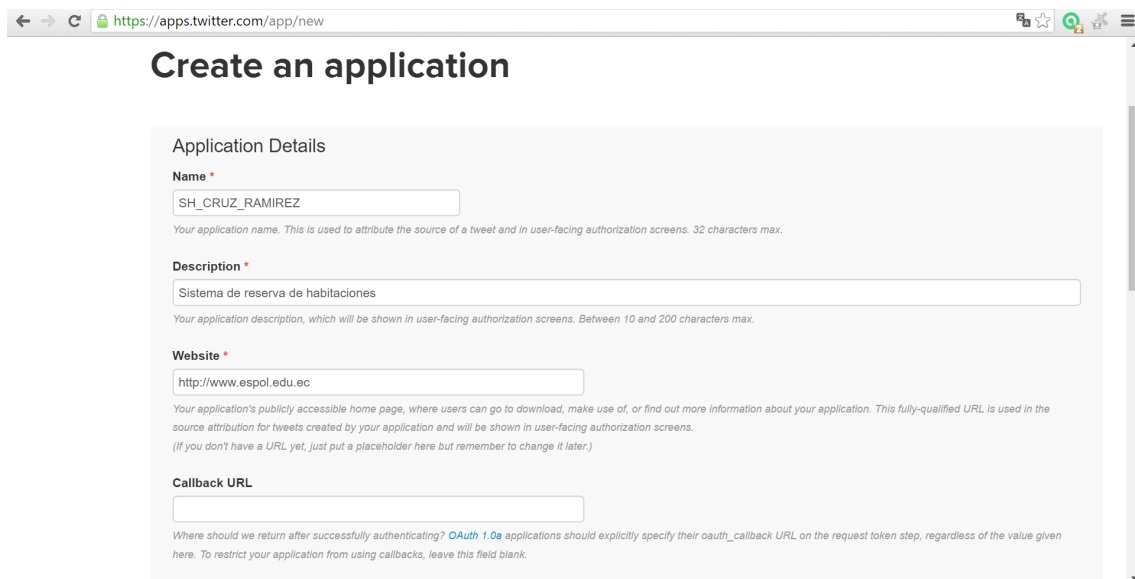 https://apps.twitter.com/app/new
Create an application
Application Details
Name *
SH_CRUZ_RAMIREZ
Your application name. This is used to attribute the source of a tweet and in user-facing authorization screens. 32 characters max.
Description *
Sistema de reserva de habitaciones
Your application description, which will be shown in user-facing authorization screens. Between 10 and 200 characters max.
Website *
http://www.espol.edu.ec
Your application's publicly accessible home page, where users can go to download, make use of, or find out more information about your application. This fully-qualified URL is used in the
source attribution for tweets created by your application and will be shown in user-facing authorization screens.
(If you don't have a URL yet, just put a placeholder here but remember to change it later.)
Callback URL
Where should we return after successfully authenticating? OAuth 1.0a applications should explicitly specify their oauth_callback URL on the request token step, regardless of the value given
here. To restrict your application from using callbacks, leave this field blank.